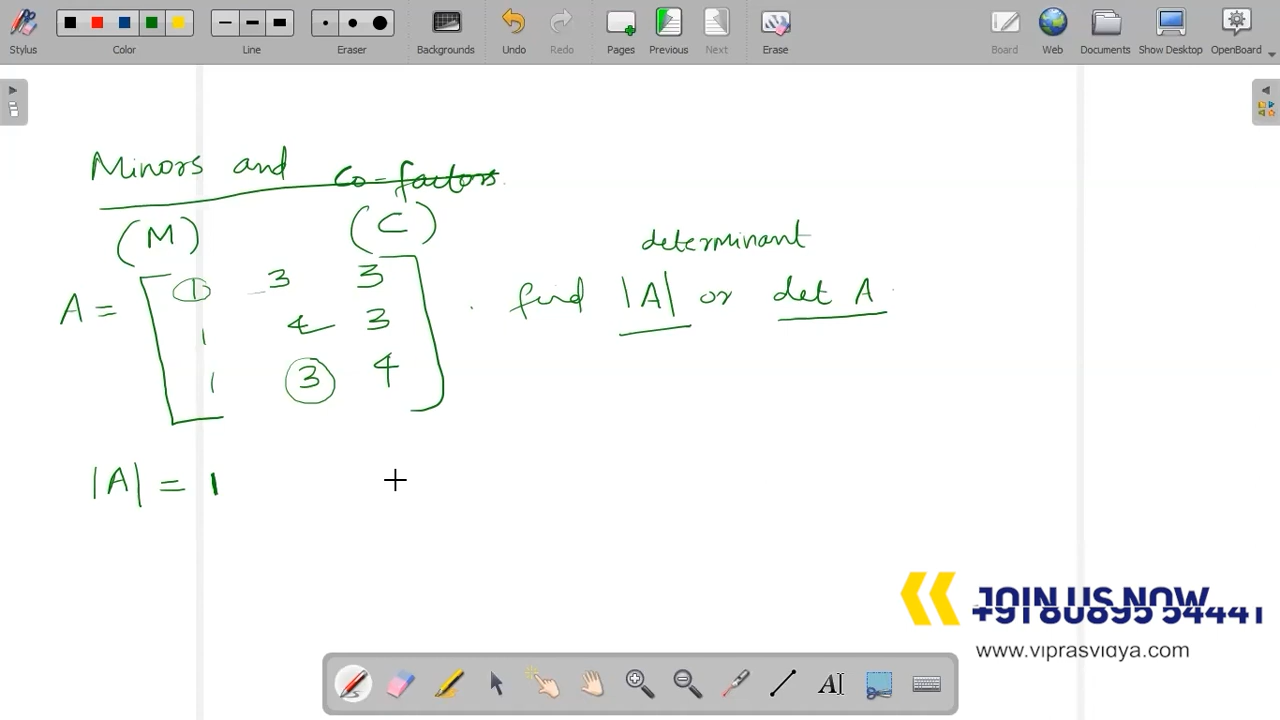 Stylus Color Line Eraser Backgrounds Undo Redo Pages Previous Next Erase Board Web Documents Show Desktop OpenBoard
Minors and Co-factors
(M) (C)
determinant
A = [ 1 3 3 . find |A| or det A .
1 4 3
1 3 4 ]
|A| = 1
JOIN US NOW
+91 80895 54441
www.viprasvidya.com